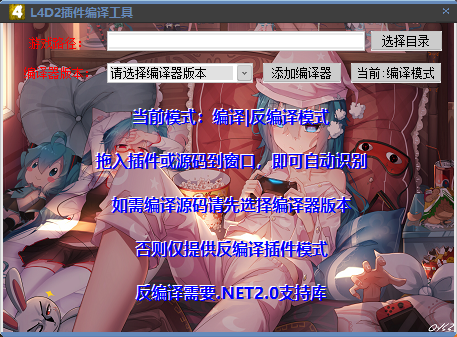 L4D2插件编译工具
选择目录
请选择编译器版本
添加编译器
当前:编译模式
当前模式：编译|反编译模式
拖入插件或源码到窗口，即可自动识别
如需编译源码请先选择编译器版本
否则仅提供反编译插件模式
反编译需要.NET2.0支持库